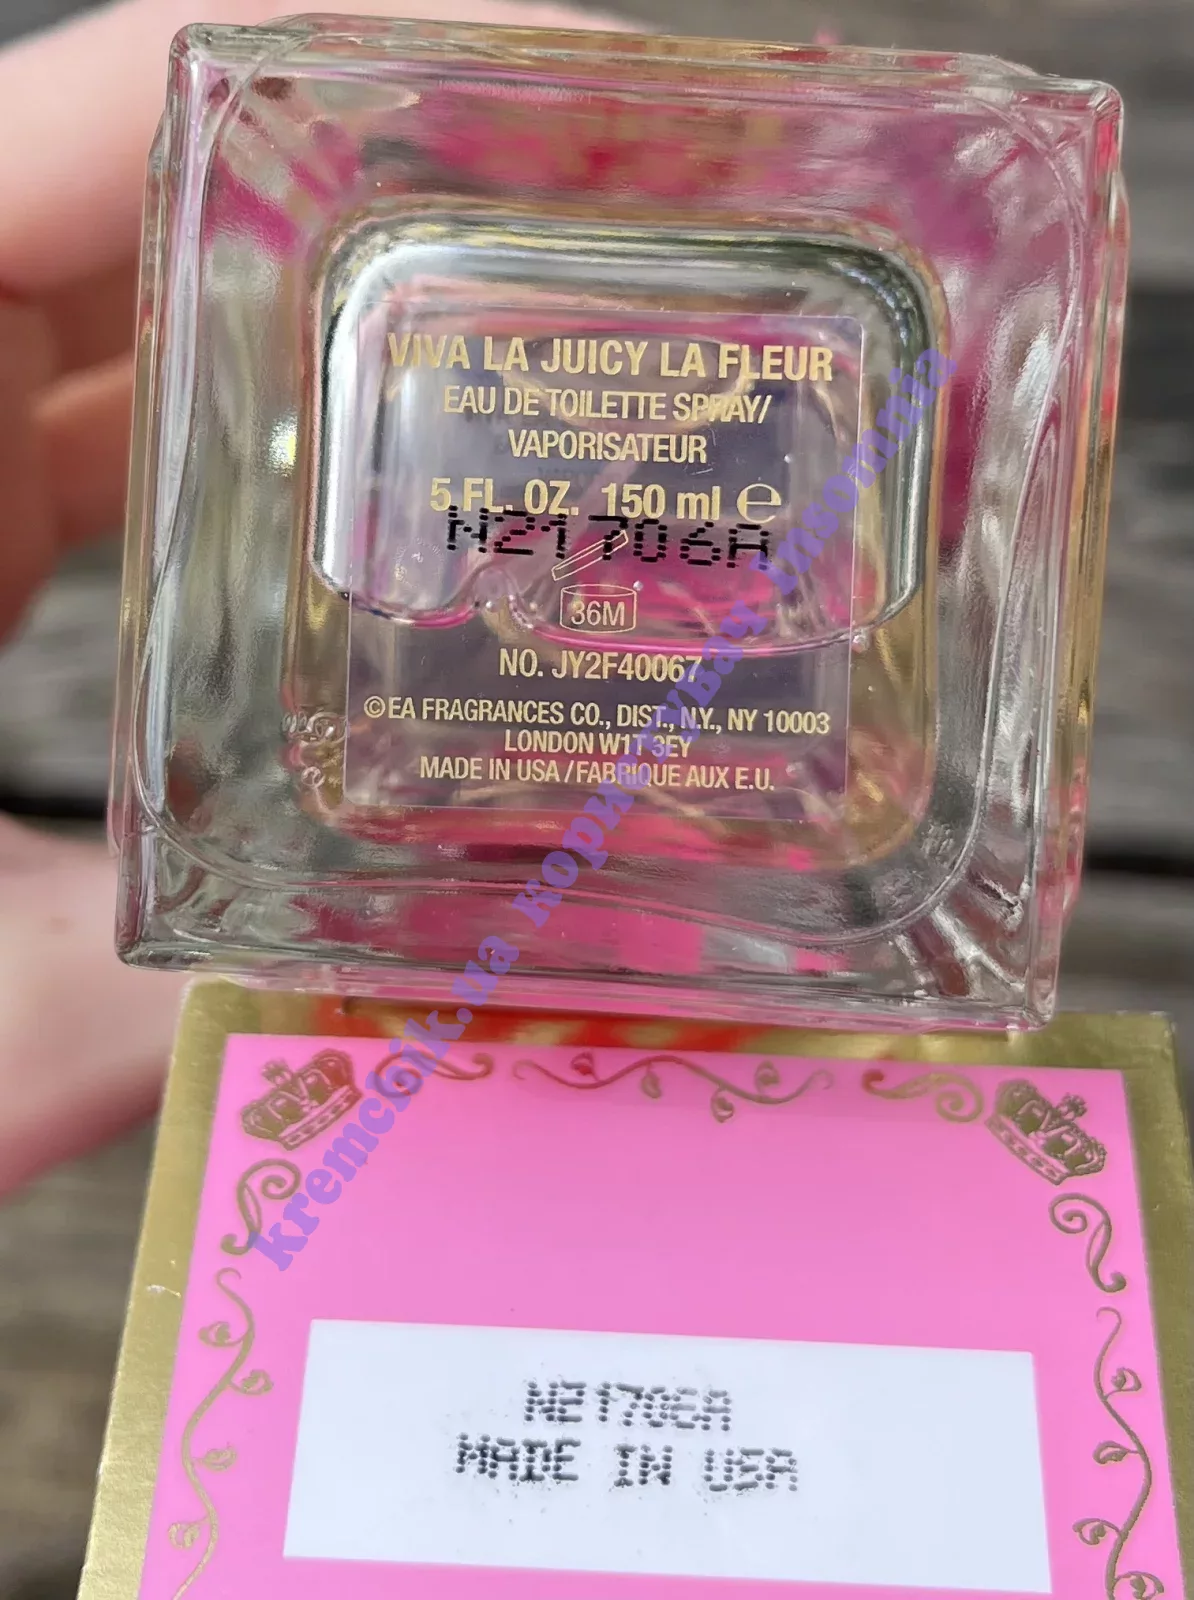 VIVA LA JUICY LA FLEUR
EAU DE TOILETTE SPRAY/
VAPORISATEUR
5 FL. OZ. 150 ml ℮
N21706A
36M
NO. JY2F40067
©EA FRAGRANCES CO., DIST., N.Y., NY 10003
LONDON W1T 3EY
MADE IN USA/FABRIQUE AUX E.U.
kremchik.ua користувач insomnia
N21706A
MADE IN USA